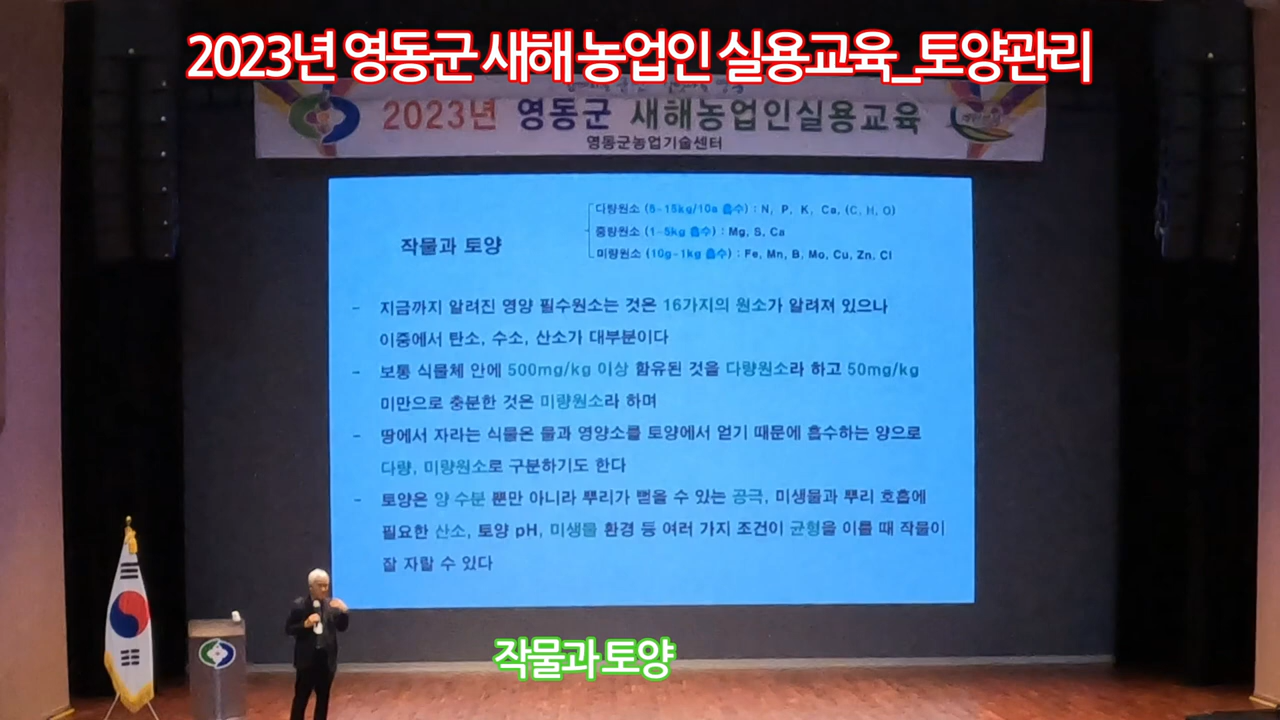 2023년 영동군 새해 농업인 실용교육_토양관리
2023년 영동군 새해농업인실용교육
영동군농업기술센터
다량원소 (5-15kg/10a 흡수) : N, P, K, Ca, (C, H, O)
중량원소 (1-5kg 흡수) : Mg, S, Ca
미량원소 (10g-1kg 흡수) : Fe, Mn, B, Mo, Cu, Zn, Cl
작물과 토양
- 지금까지 알려진 영양 필수원소는 것은 16가지의 원소가 알려져 있으나
이중에서 탄소, 수소, 산소가 대부분이다
- 보통 식물체 안에 500mg/kg 이상 함유된 것을 다량원소라 하고 50mg/kg
미만으로 충분한 것은 미량원소라 하며
- 땅에서 자라는 식물은 물과 영양소를 토양에서 얻기 때문에 흡수하는 양으로
다량, 미량원소로 구분하기도 한다
- 토양은 양 수분 뿐만 아니라 뿌리가 뻗을 수 있는 공극, 미생물과 뿌리 호흡에
필요한 산소, 토양 pH, 미생물 환경 등 여러 가지 조건이 균형을 이룰 때 작물이
잘 자랄 수 있다
작물과 토양